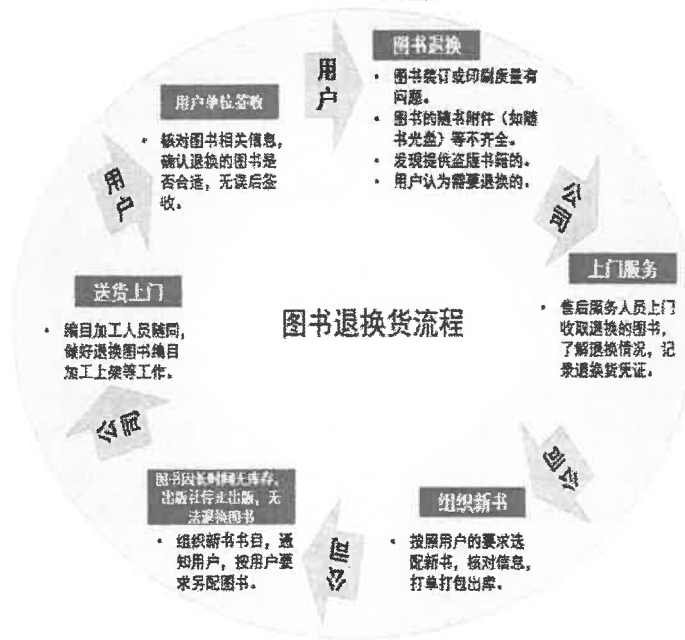 图书退换
• 图书装订或印刷质量有
问题。
• 图书的随书附件（如随
书光盘）等不齐全。
• 发现提供盗版书籍的。
• 用户认为需要退换的。
公司
上门服务
• 售后服务人员上门
收取退换的图书，
了解退换情况，记
录退换货凭证。
公司
组织新书
• 按照用户的要求选
配新书，核对信息，
打单打包出库。
公司
图书因长时间无库存，
出版社停止出版，无
法退换图书
• 组织新书书目，通
知用户，按用户要
求另配图书。
公司
送货上门
• 编目加工人员随同，
做好退换图书编目
加工上架等工作。
用户
用户单位签收
• 核对图书相关信息，
确认退换的图书是
否合适，无误后签
收。
用户
图书退换货流程